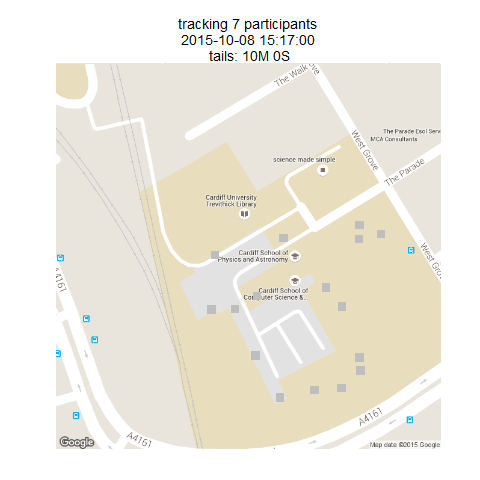 tracking 7 participants
2015-10-08 15:17:00
tails: 10M 0S
The Walk
ove
West Grove
The Parade Esol Serv
MCA Consultants
science made simple
The Parade
Cardiff University
Trevithick Library
West Gro
Cardiff School of
Physics and Astronomy
Cardiff School of
Computer Science &...
A4161
A4161
A4161
Google
Map data ©2015 Google